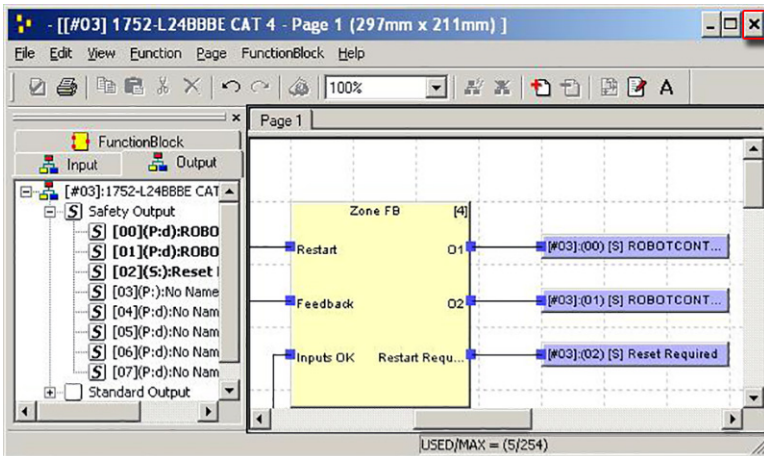 - [[#03] 1752-L24BBBE CAT 4 - Page 1 (297mm x 211mm) ]
File Edit View Function Page FunctionBlock Help
100%
A
FunctionBlock
Input Output
[#03]:1752-L24BBBE CAT
S Safety Output
S [00](P:d):ROBO
S [01](P:d):ROBO
S [02](S:):Reset
S [03](P:):No Name
S [04](P:d):No Nam
S [05](P:d):No Nam
S [06](P:d):No Nam
S [07](P:d):No Nam
Standard Output
Page 1
Zone FB [4]
Restart O1
Feedback O2
Inputs OK Restart Requ...
[#03]:(00) [S] ROBOTCONT...
[#03]:(01) [S] ROBOTCONT...
[#03]:(02) [S] Reset Required
USED/MAX = (5/254)